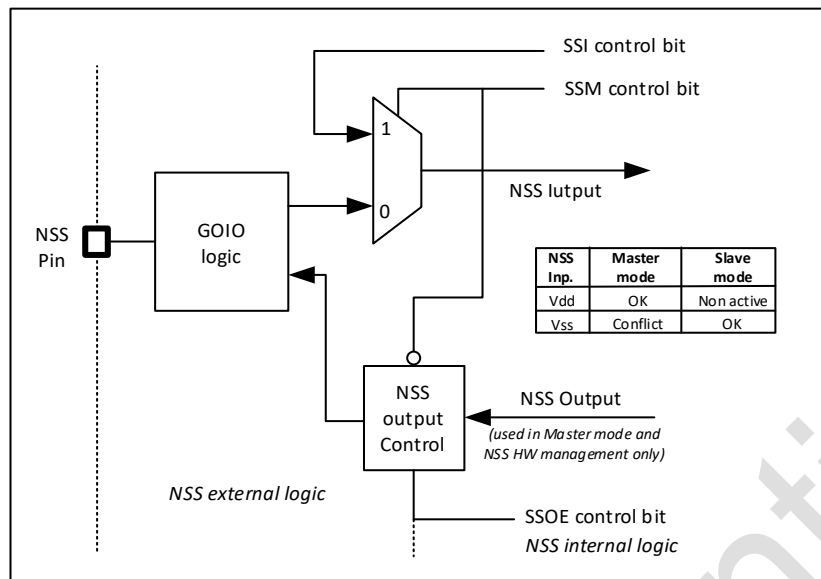 SSI control bit
SSM control bit
1
0
NSS Iutput
NSS
Pin
GOIO
logic
NSS Master Slave
Inp. mode mode
Vdd OK Non active
Vss Conflict OK
NSS
output
Control
NSS Output
(used in Master mode and
NSS HW management only)
NSS external logic
SSOE control bit
NSS internal logic